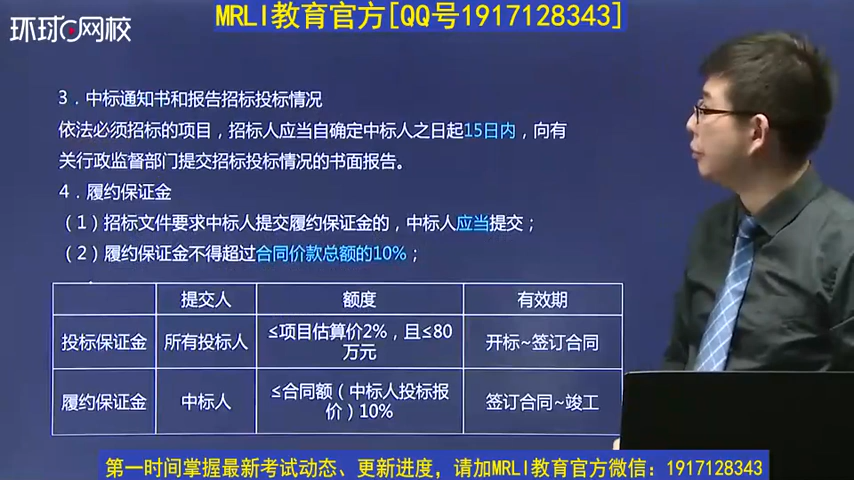 MRLI教育官方[QQ号1917128343]
环球网校
3．中标通知书和报告招标投标情况
依法必须招标的项目，招标人应当自确定中标人之日起15日内，向有
关行政监督部门提交招标投标情况的书面报告。
4．履约保证金
（1）招标文件要求中标人提交履约保证金的，中标人应当提交；
（2）履约保证金不得超过合同价款总额的10%；
提交人 额度 有效期
投标保证金 所有投标人 ≤项目估算价2%，且≤80
万元 开标~签订合同
履约保证金 中标人 ≤合同额（中标人投标报
价）10% 签订合同~竣工
第一时间掌握最新考试动态、更新进度，请加MRLI教育官方微信：1917128343